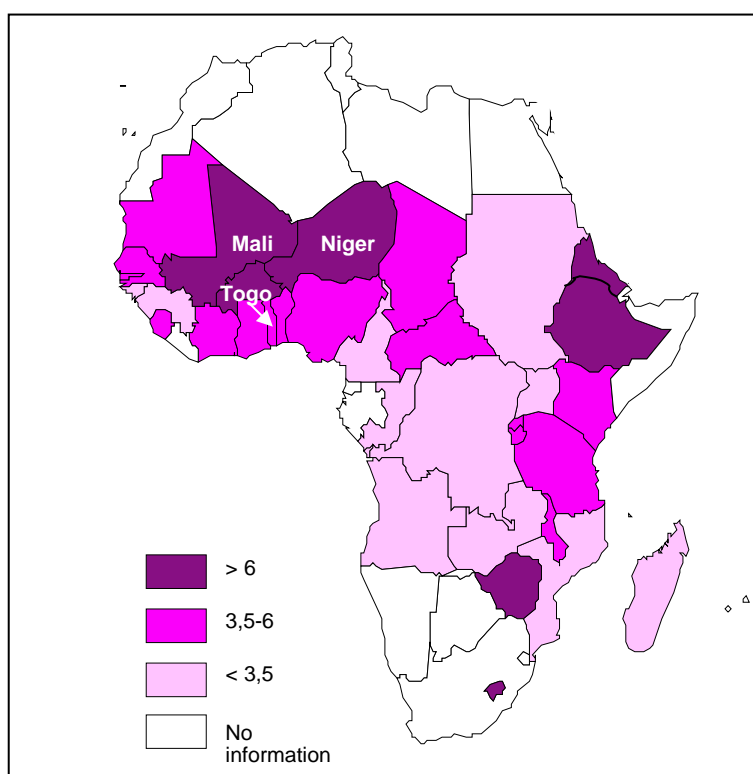 Mali
Niger
Togo
> 6
3,5-6
< 3,5
No
information